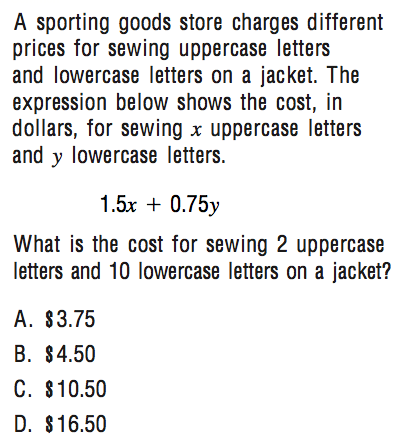 A sporting goods store charges different
prices for sewing uppercase letters
and lowercase letters on a jacket. The
expression below shows the cost, in
dollars, for sewing x uppercase letters
and y lowercase letters.
1.5x + 0.75y
What is the cost for sewing 2 uppercase
letters and 10 lowercase letters on a jacket?
A. $3.75
B. $4.50
C. $10.50
D. $16.50